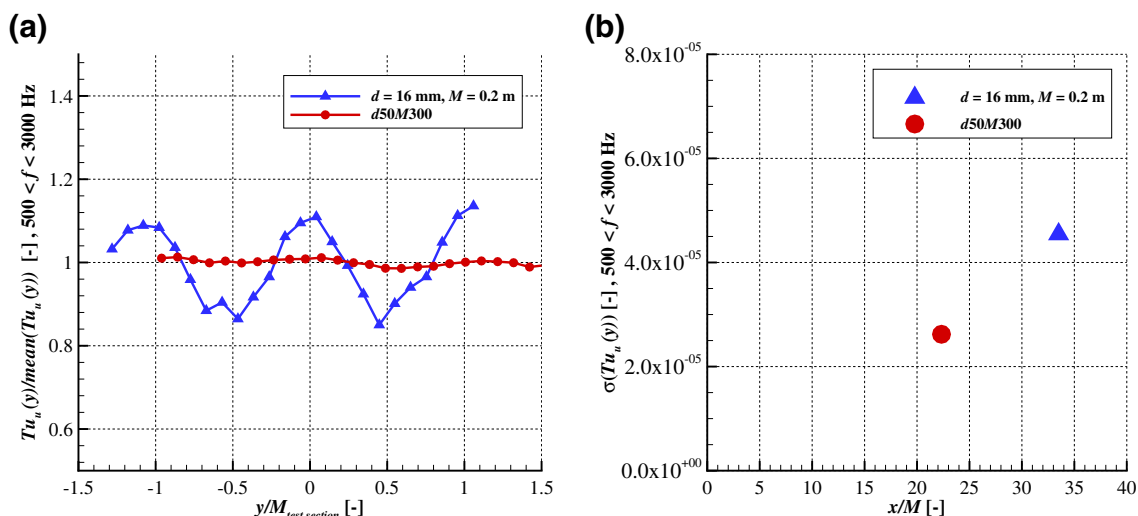 (a)
Tu_u(y)/mean(Tu_u(y)) [-], 500 < f < 3000 Hz
1.4
1.2
1
0.8
0.6
d = 16 mm, M = 0.2 m
d50M300
-1.5 -1 -0.5 0 0.5 1 1.5
y/M_test section [-]
(b)
σ(Tu_u(y)) [-], 500 < f < 3000 Hz
8.0x10^-05
6.0x10^-05
4.0x10^-05
2.0x10^-05
0.0x10^+00
d = 16 mm, M = 0.2 m
d50M300
0 5 10 15 20 25 30 35 40
x/M [-]